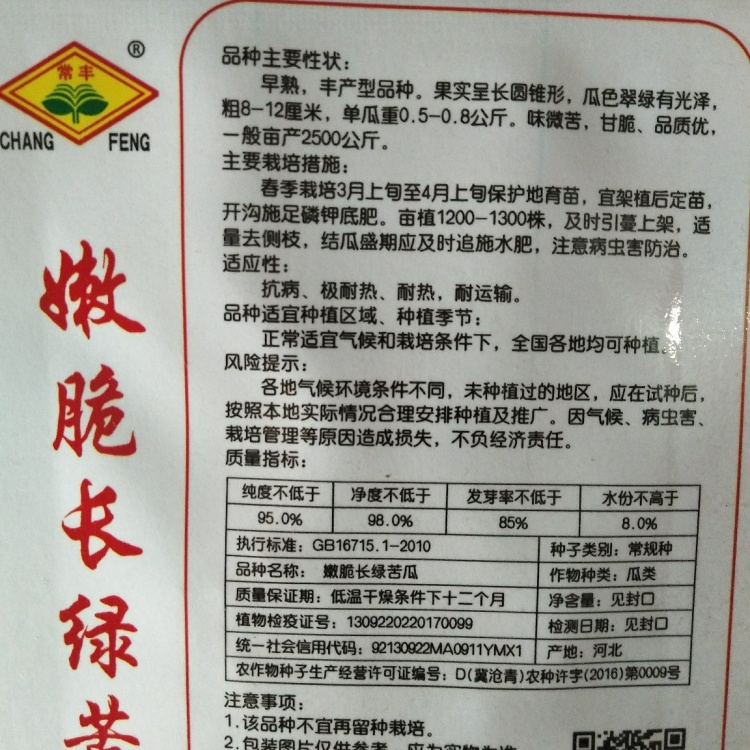 常丰
®
CHANG FENG
嫩脆长绿苦
品种主要性状：
早熟，丰产型品种。果实呈长圆锥形，瓜色翠绿有光泽，
粗8-12厘米，单瓜重0.5-0.8公斤。味微苦，甘脆、品质优，
一般亩产2500公斤。
主要栽培措施：
春季栽培3月上旬至4月上旬保护地育苗，宜架植后定苗，
开沟施足磷钾底肥。亩植1200-1300株，及时引蔓上架，适
量去侧枝，结瓜盛期应及时追施水肥，注意病虫害防治。
适应性：
抗病、极耐热、耐热，耐运输。
品种适宜种植区域、种植季节：
正常适宜气候和栽培条件下，全国各地均可种植。
风险提示：
各地气候环境条件不同，未种植过的地区，应在试种后，
按照本地实际情况合理安排种植及推广。因气候、病虫害、
栽培管理等原因造成损失，不负经济责任。
质量指标：
纯度不低于 净度不低于 发芽率不低于 水份不高于
95.0% 98.0% 85% 8.0%
执行标准：GB16715.1-2010 种子类别：常规种
品种名称： 嫩脆长绿苦瓜 作物种类：瓜类
质量保证期：低温干燥条件下十二个月 净含量：见封口
植物检疫证号：1309220220170099 检测日期：见封口
统一社会信用代码：92130922MA0911YMX1 产地：河北
农作物种子生产经营许可证编号：D(冀沧青)农种许字(2016)第0009号
注意事项：
1.该品种不宜再留种栽培。
2.包装图片仅供参考，应为实物为准